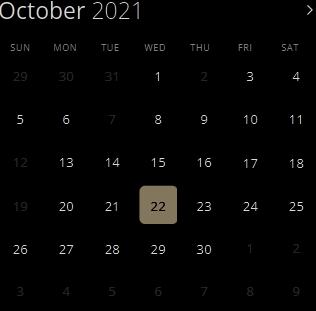 October 2021 >
SUN MON TUE WED THU FRI SAT
29 30 31 1 2 3 4
5 6 7 8 9 10 11
12 13 14 15 16 17 18
19 20 21 22 23 24 25
26 27 28 29 30 1 2
3 4 5 6 7 8 9